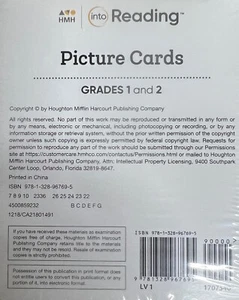 HMH into Reading™
Picture Cards
GRADES 1 and 2
Copyright © by Houghton Mifflin Harcourt Publishing Company
All rights reserved. No part of this work may be reproduced or transmitted in any form or
by any means, electronic or mechanical, including photocopying or recording, or by any
information storage or retrieval system, without the prior written permission of the copyright
owner unless such copying is expressly permitted by federal copyright law. Requests for
permission to reproduce any part of the work should be submitted through our Permissions
site at https://customercare.hmhco.com/contactus/Permissions.html or mailed to Houghton
Mifflin Harcourt Publishing Company, Attn: Intellectual Property Licensing, 9400 Southpark
Center Loop, Orlando, Florida 32819-8647.
Printed in China
ISBN 978-1-328-96769-5
7 8 9 10 2306 26 25 24 23 22
4500859232 B C D E F G
1218/CA21801491
If you have received these materials as examination
copies free of charge, Houghton Mifflin Harcourt
Publishing Company retains title to the materials
and they may not be resold. Resale of examination
copies is strictly prohibited.
Possession of this publication in print format does
not entitle users to convert this publication, or any
portion of it, into electronic format.
ISBN 978-1-328-96769-5
90000
9 781328 967695
LV 1